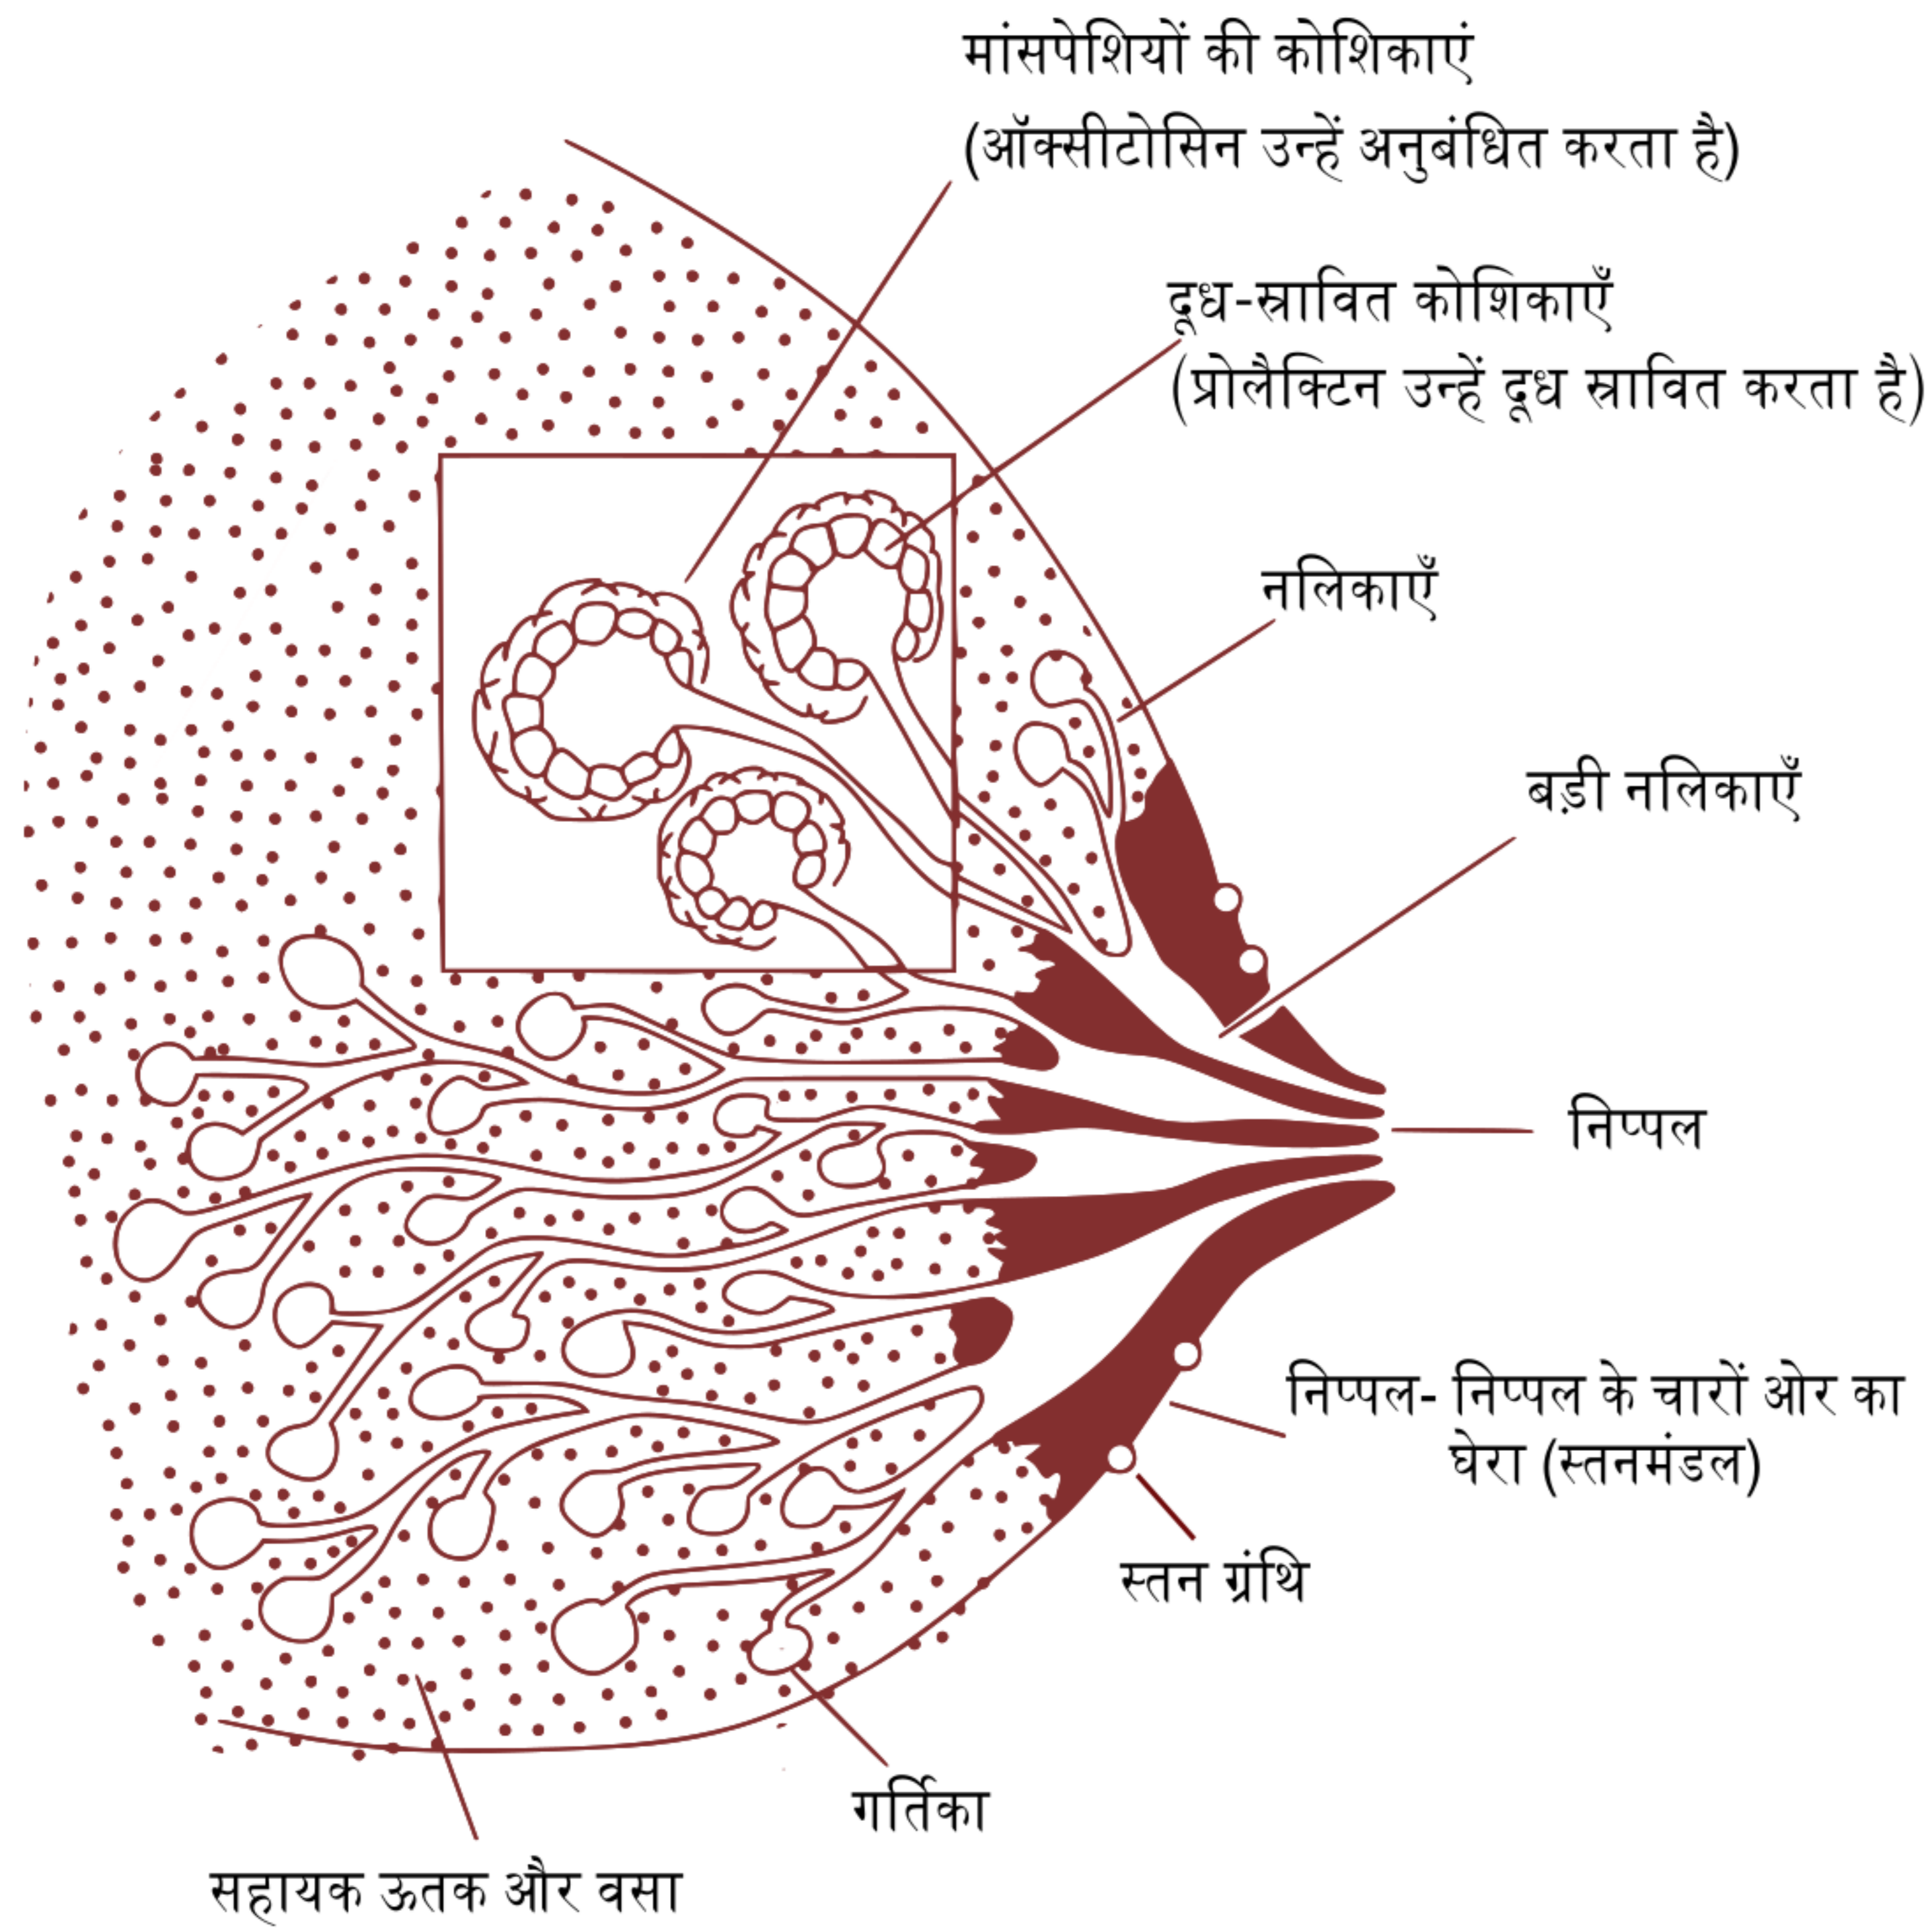 मांसपेशियों की कोशिकाएं
(ऑक्सीटोसिन उन्हें अनुबंधित करता है)
दूध-स्रावित कोशिकाएँ
(प्रोलैक्टिन उन्हें दूध स्रावित करता है)
नलिकाएँ
बड़ी नलिकाएँ
निप्पल
निप्पल- निप्पल के चारों ओर का
घेरा (स्तनमंडल)
स्तन ग्रंथि
गर्तिका
सहायक ऊतक और वसा